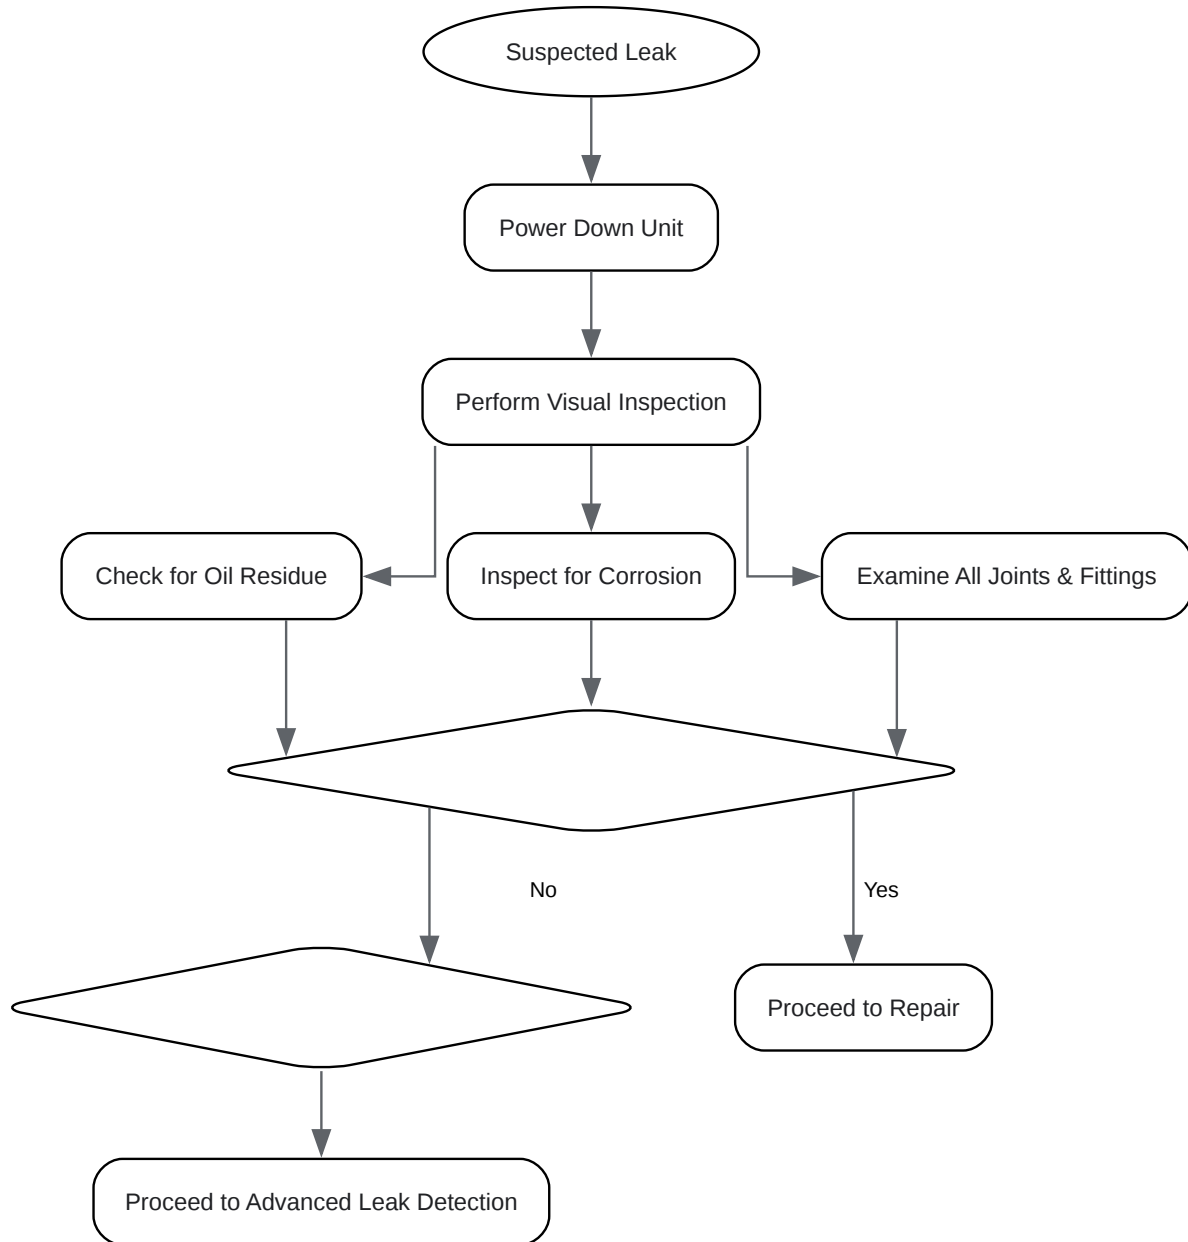 Suspected Leak
Power Down Unit
Perform Visual Inspection
Check for Oil Residue
Inspect for Corrosion
Examine All Joints & Fittings
No
Yes
Proceed to Repair
Proceed to Advanced Leak Detection